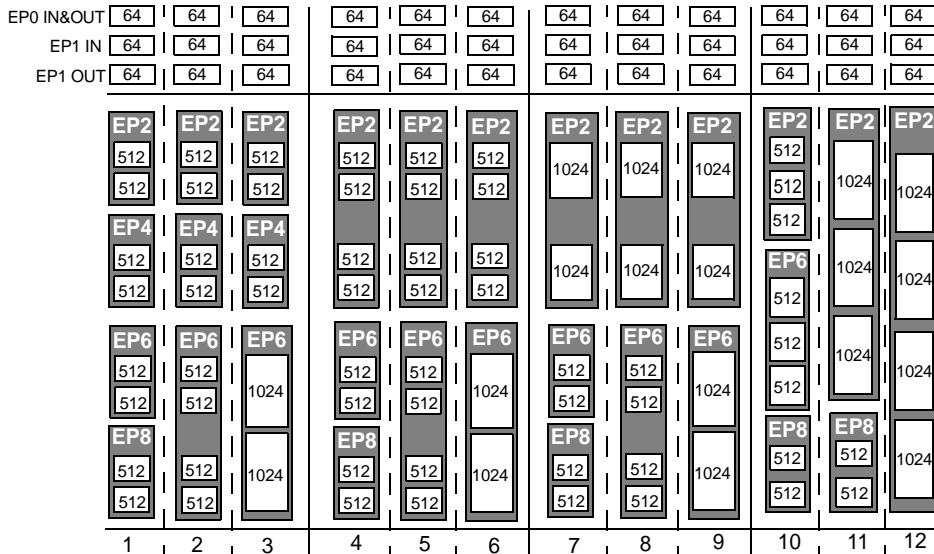 EP0 IN&OUT 64 64 64 64 64 64 64 64 64 64 64 64
EP1 IN 64 64 64 64 64 64 64 64 64 64 64 64
EP1 OUT 64 64 64 64 64 64 64 64 64 64 64 64
EP2 EP2 EP2 EP2 EP2 EP2 EP2 EP2 EP2 EP2 EP2 EP2
512 512 512 512 512 512 1024 1024 1024 512 1024 1024
512 512 512 512 512 512 512
512
EP4 EP4 EP4
512 512 512 512 512 512 1024 1024 1024 EP6 1024 1024
512 512 512 512 512 512 512
EP6 EP6 EP6 EP6 EP6 EP6 EP6 EP6 EP6 512 1024
512 512 1024 512 512 1024 512 512 1024 512 1024
512 512 512 512 512 512
EP8 EP8 EP8 EP8 EP8
512 512 1024 512 512 1024 512 512 1024 512 512 1024
512 512 512 512 512 512 512 512
1 2 3 4 5 6 7 8 9 10 11 12